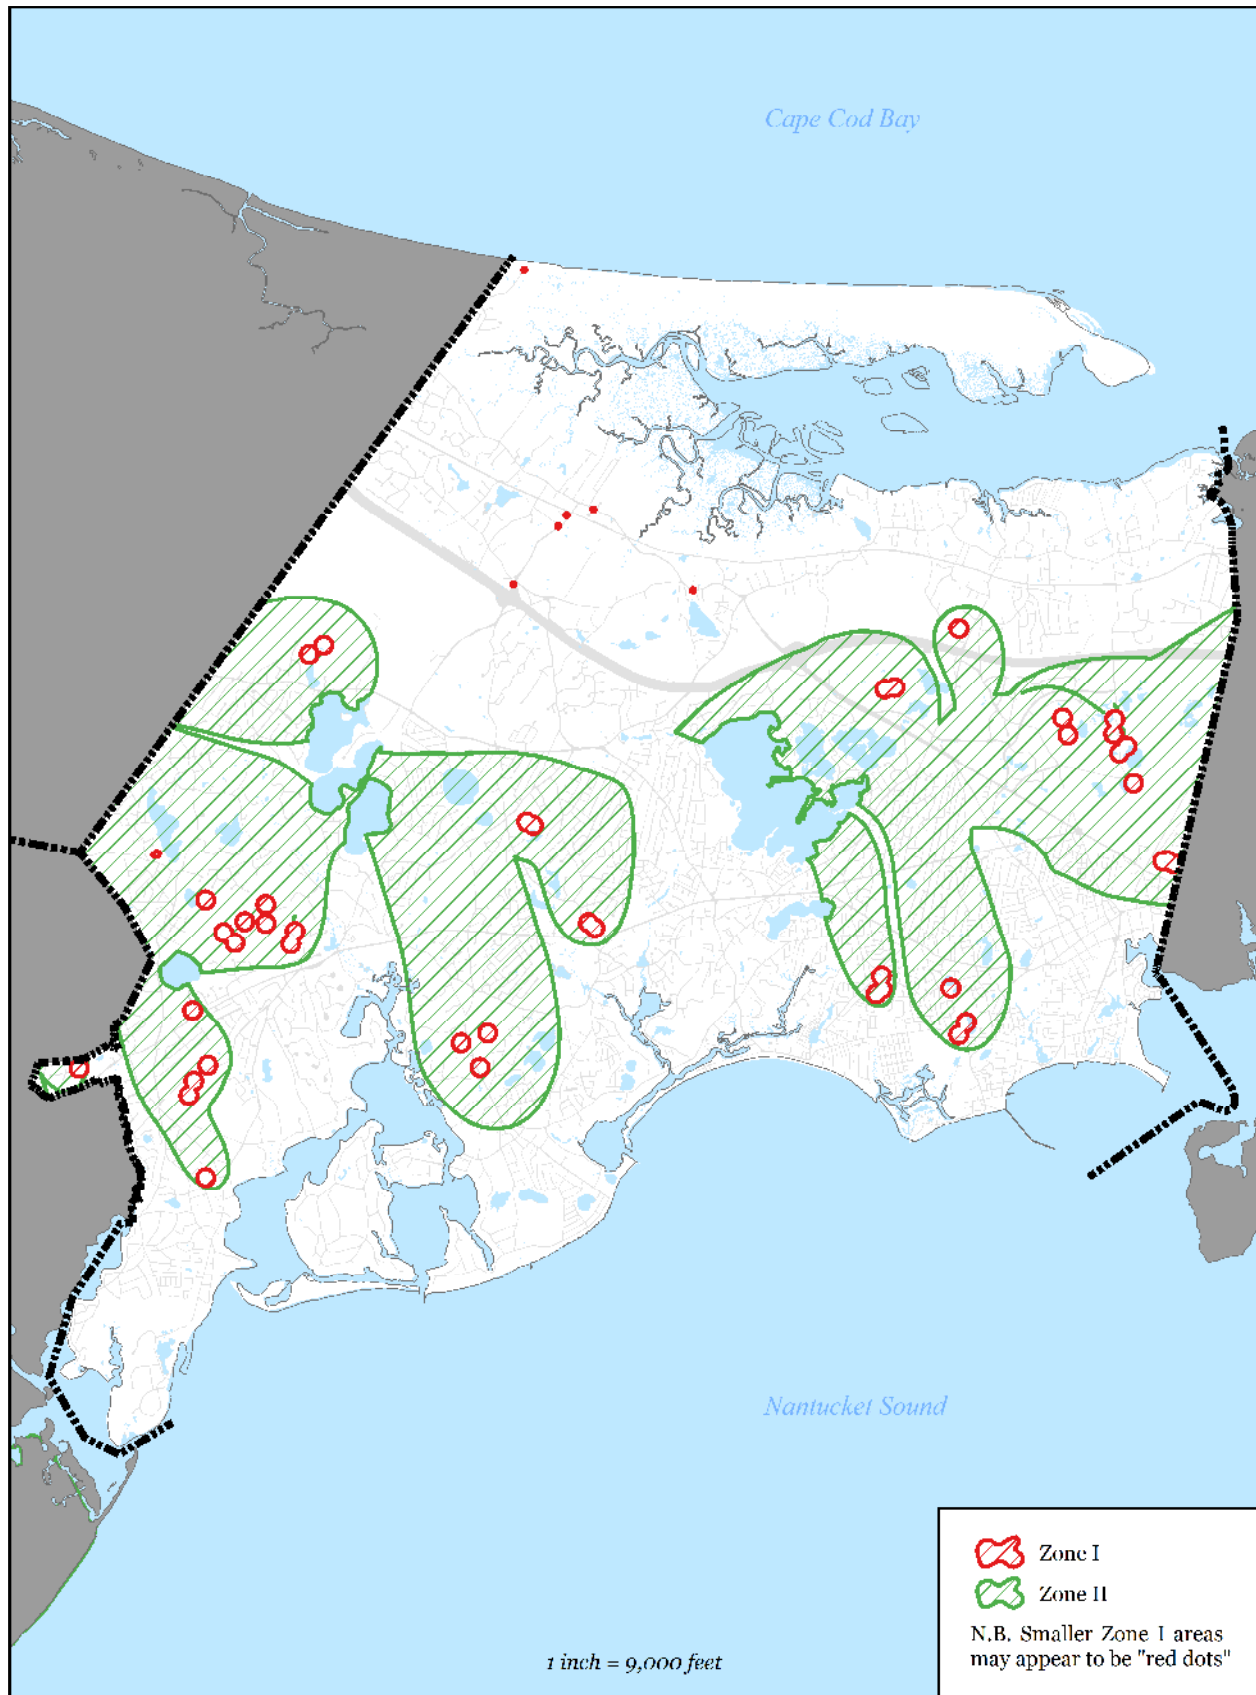 Cape Cod Bay
Nantucket Sound
Zone I
Zone II
N.B. Smaller Zone I areas
may appear to be "red dots"
1 inch = 9,000 feet